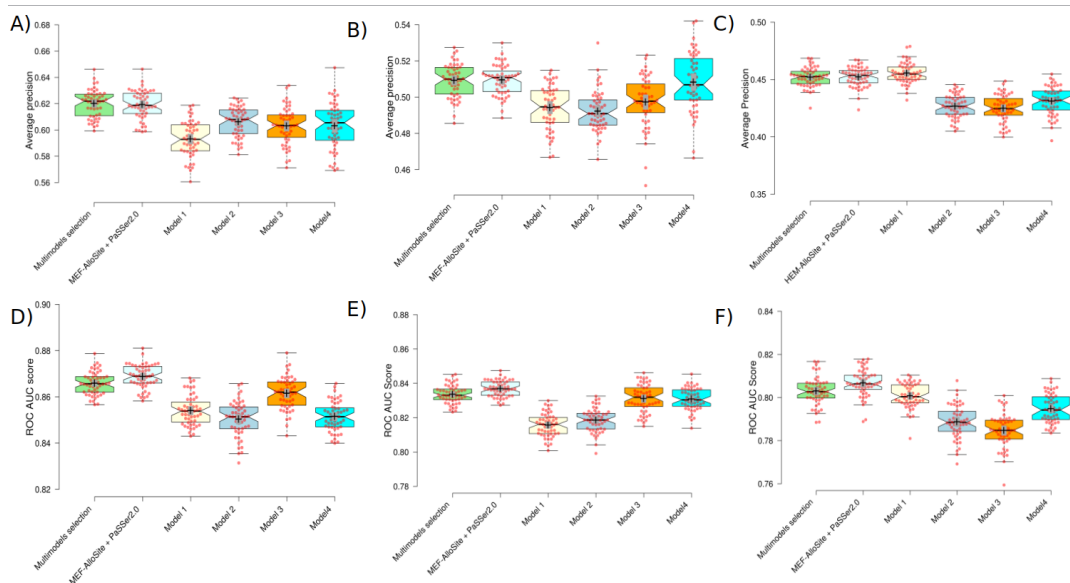 A)
Average precision
0.68
0.66
0.64
0.62
0.60
0.58
0.56
Multimodels selection
MEF-AlloSite + PaSSer2.0
Model 1
Model 2
Model 3
Model4
B)
Average precision
0.54
0.52
0.50
0.48
0.46
Multimodels selection
MEF-AlloSite + PaSSer2.0
Model 1
Model 2
Model 3
Model4
C)
Average Precision
0.50
0.45
0.40
0.35
Multimodels selection
HEM-AlloSite + PaSSer2.0
Model 1
Model 2
Model 3
Model4
D)
ROC AUC score
0.90
0.88
0.86
0.84
0.82
Multimodels selection
MEF-AlloSite + PaSSer2.0
Model 1
Model 2
Model 3
Model4
E)
ROC AUC Score
0.88
0.86
0.84
0.82
0.80
0.78
Multimodels selection
MEF-AlloSite + PaSSer2.0
Model 1
Model 2
Model 3
Model4
F)
ROC AUC Score
0.84
0.82
0.80
0.78
0.76
Multimodels selection
MEF-AlloSite + PaSSer2.0
Model 1
Model 2
Model 3
Model4